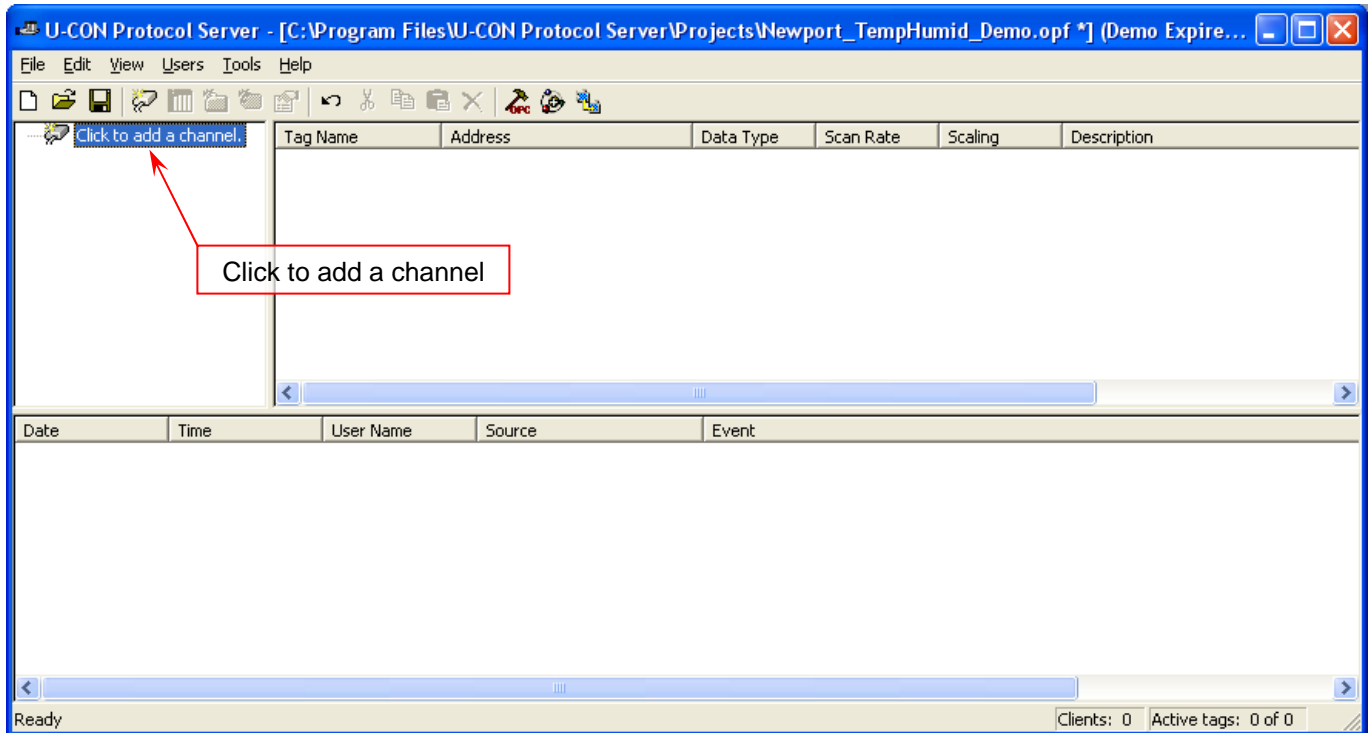 U-CON Protocol Server - [C:\Program Files\U-CON Protocol Server\Projects\Newport_TempHumid_Demo.opf *] (Demo Expire...
File Edit View Users Tools Help
OPC
Click to add a channel.
Tag Name Address Data Type Scan Rate Scaling Description
Click to add a channel
Date Time User Name Source Event
Ready Clients: 0 Active tags: 0 of 0